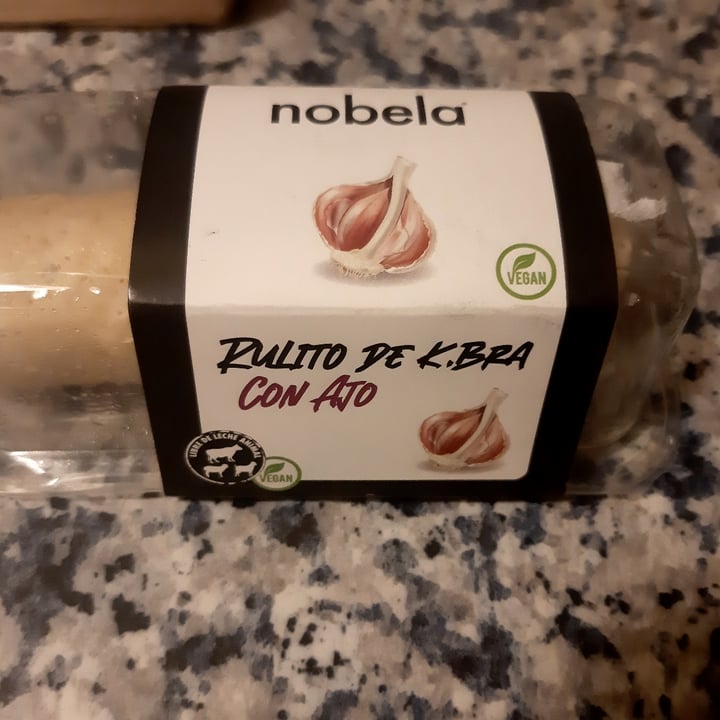 nobela
VEGAN
RULITO DE K.BRA
CON AJO
LIBRE DE LECHE ANIMAL
VEGAN